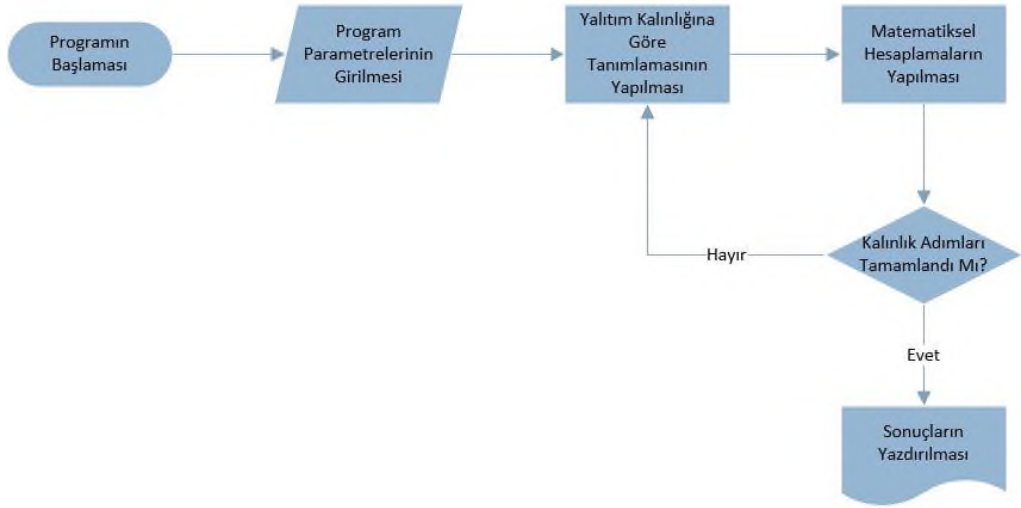 Programın
Başlaması
Program
Parametrelerinin
Girilmesi
Yalıtım Kalınlığına
Göre
Tanımlamasının
Yapılması
Matematiksel
Hesaplamaların
Yapılması
Kalınlık Adımları
Tamamlandı Mı?
Hayır
Evet
Sonuçların
Yazdırılması